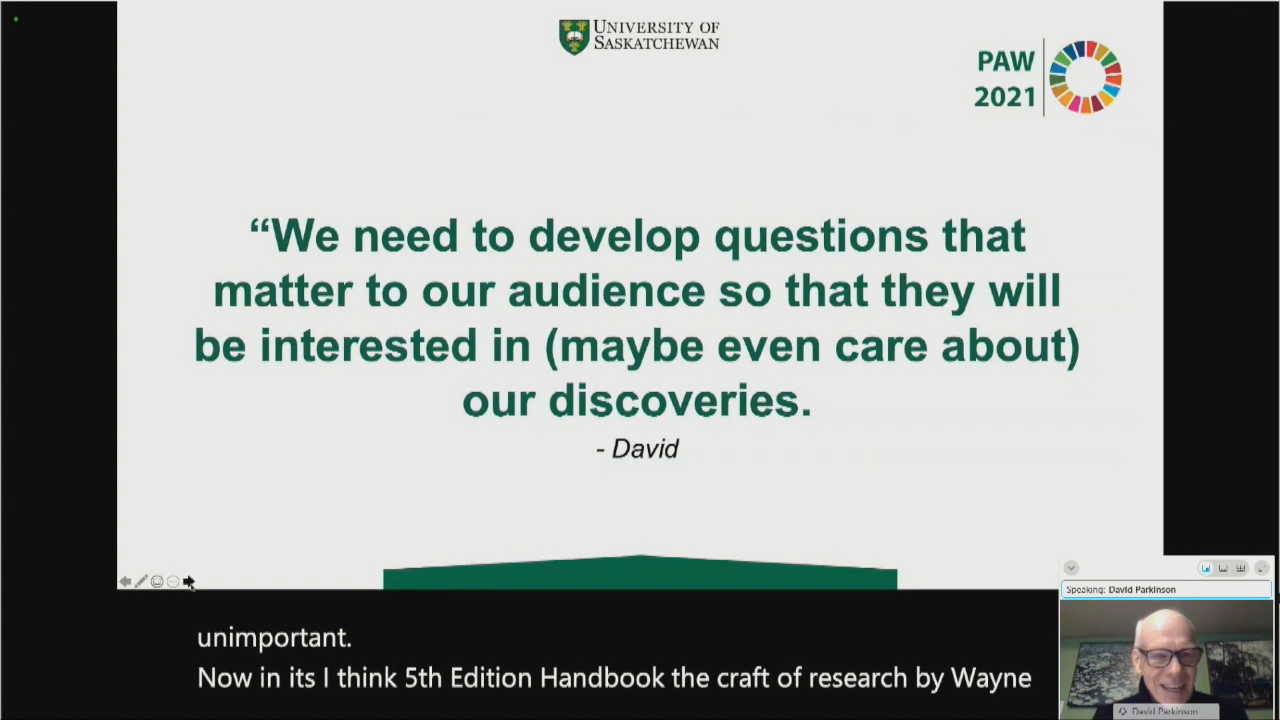 UNIVERSITY OF
SASKATCHEWAN
PAW
2021
“We need to develop questions that
matter to our audience so that they will
be interested in (maybe even care about)
our discoveries.
- David
unimportant.
Now in its I think 5th Edition Handbook the craft of research by Wayne
Speaking: David Parkinson
David Parkinson